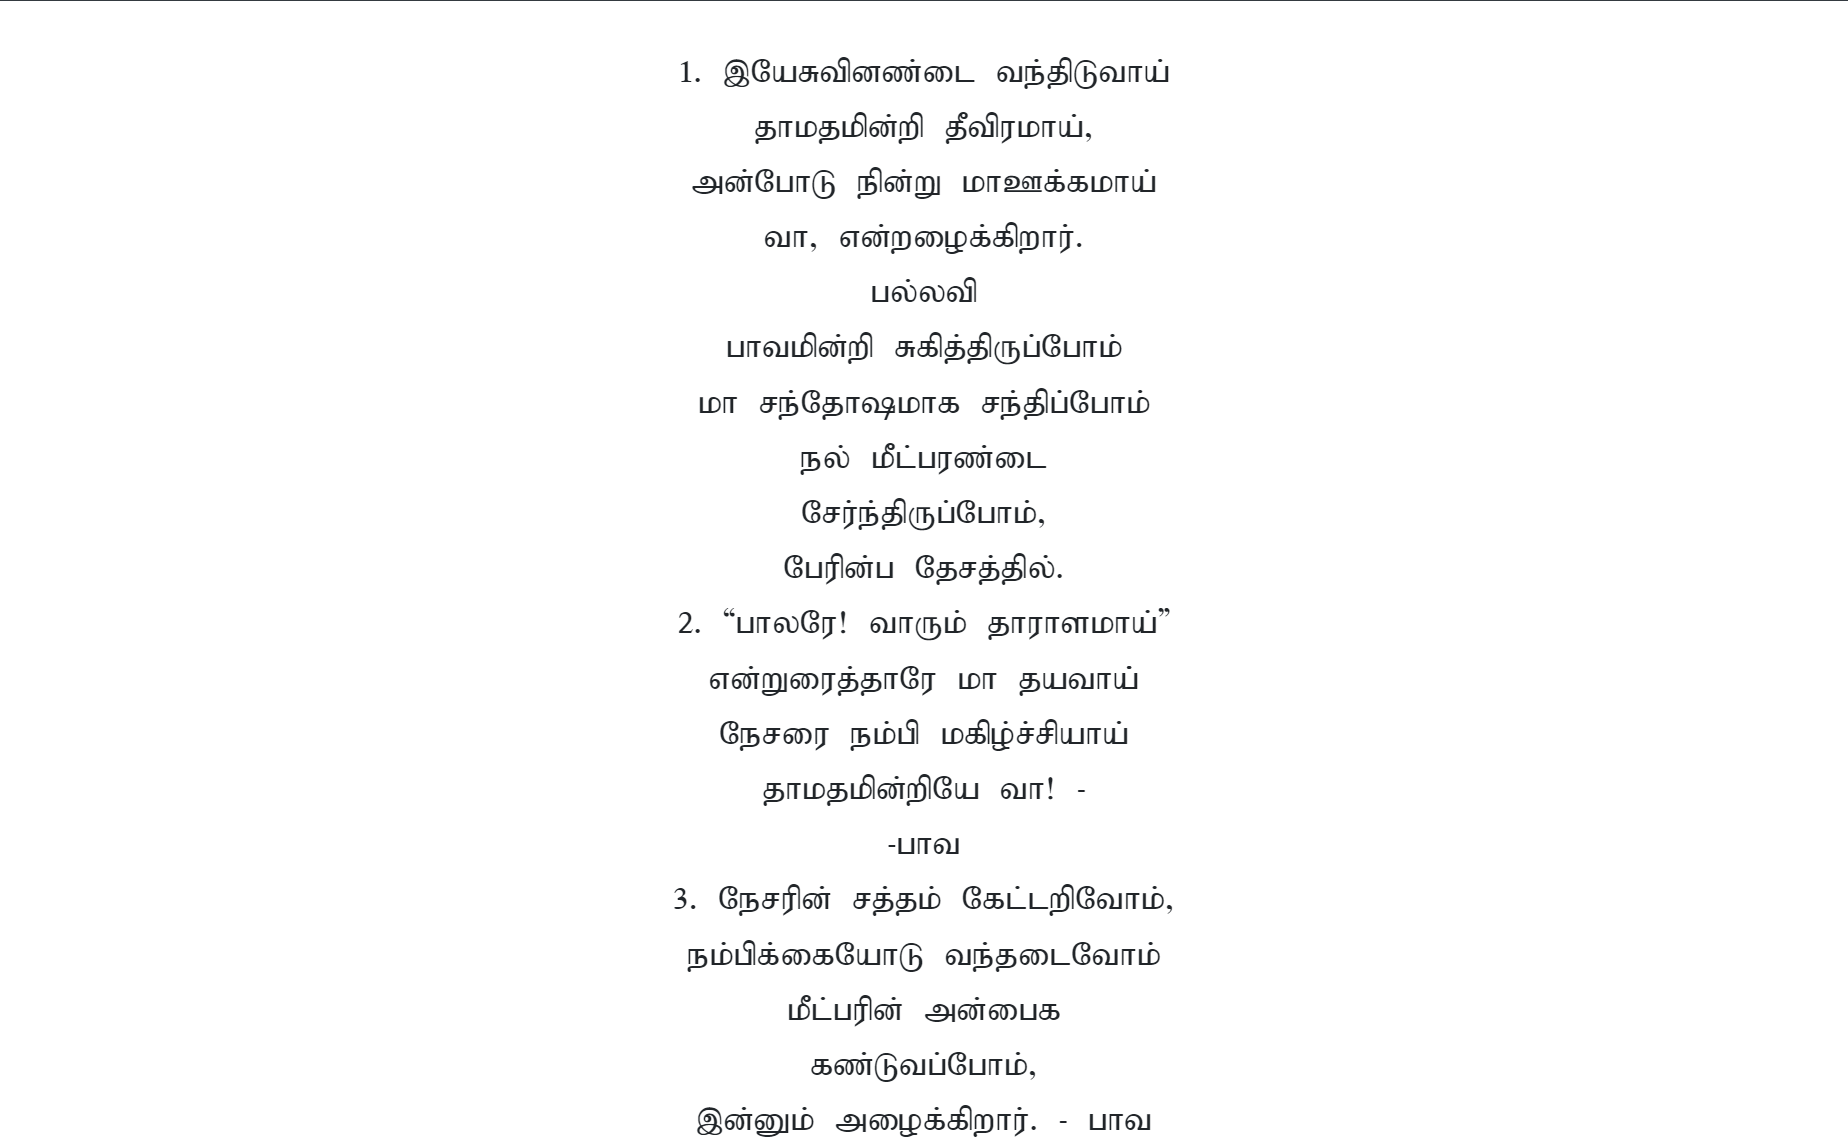 1. இயேசுவினண்டை வந்திடுவாய்
தாமதமின்றி தீவிரமாய்,
அன்போடு நின்று மாஊக்கமாய்
வா, என்றழைக்கிறார்.
பல்லவி
பாவமின்றி சுகித்திருப்போம்
மா சந்தோஷமாக சந்திப்போம்
நல் மீட்பரண்டை
சேர்ந்திருப்போம்,
பேரின்ப தேசத்தில்.
2. “பாலரே! வாரும் தாராளமாய்”
என்றுரைத்தாரே மா தயவாய்
நேசரை நம்பி மகிழ்ச்சியாய்
தாமதமின்றியே வா! -
-பாவ
3. நேசரின் சத்தம் கேட்டறிவோம்,
நம்பிக்கையோடு வந்தடைவோம்
மீட்பரின் அன்பைக
கண்டுவப்போம்,
இன்னும் அழைக்கிறார். - பாவ